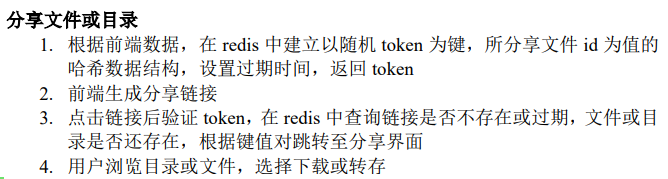 分享文件或目录
1. 根据前端数据，在 redis 中建立以随机 token 为键，所分享文件 id 为值的
哈希数据结构，设置过期时间，返回 token
2. 前端生成分享链接
3. 点击链接后验证 token，在 redis 中查询链接是否不存在或过期，文件或目
录是否还存在，根据键值对跳转至分享界面
4. 用户浏览目录或文件，选择下载或转存